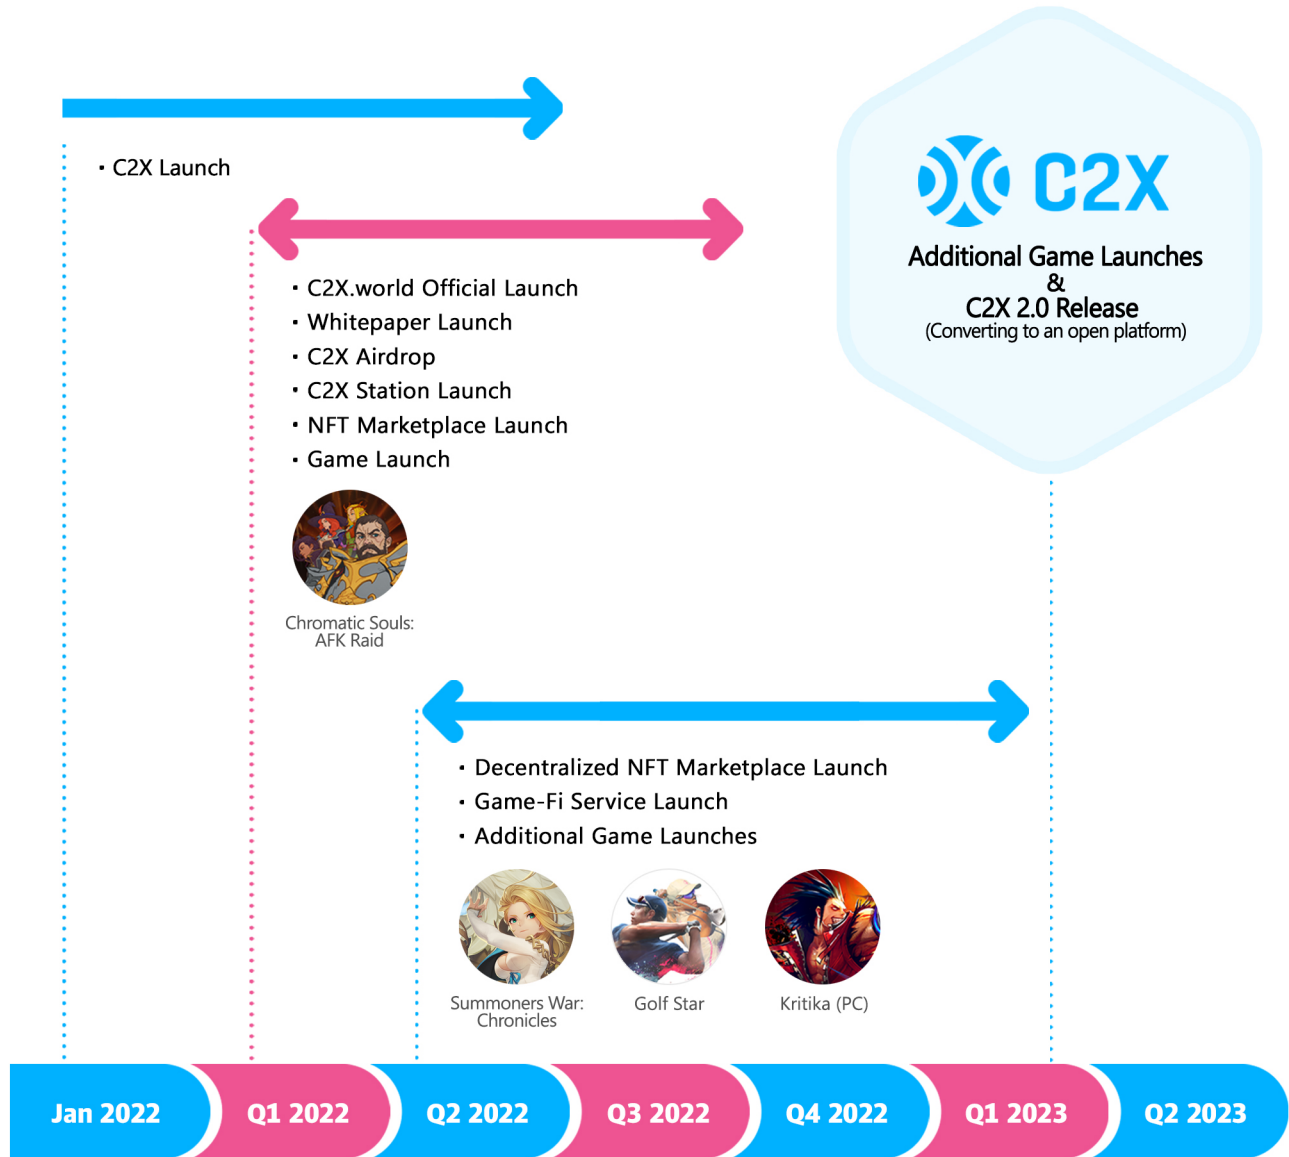 · C2X Launch
C2X
Additional Game Launches
&
C2X 2.0 Release
(Converting to an open platform)
· C2X.world Official Launch
· Whitepaper Launch
· C2X Airdrop
· C2X Station Launch
· NFT Marketplace Launch
· Game Launch
Chromatic Souls:
AFK Raid
· Decentralized NFT Marketplace Launch
· Game-Fi Service Launch
· Additional Game Launches
Summoners War:
Chronicles
Golf Star
Kritika (PC)
Jan 2022
Q1 2022
Q2 2022
Q3 2022
Q4 2022
Q1 2023
Q2 2023